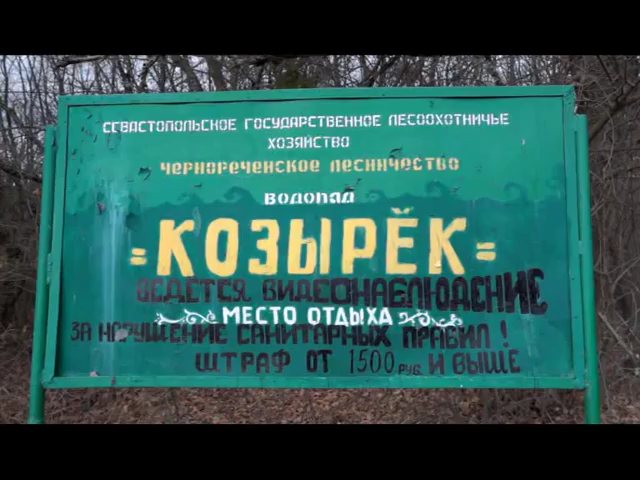 СЕВАСТОПОЛЬСКОЕ ГОСУДАРСТВЕННОЕ ЛЕСООХОТНИЧЬЕ
ХОЗЯЙСТВО
ЧЕРНОРЕЧЕНСКОЕ ЛЕСНИЧЕСТВО
ВОДОПАД
=КОЗЫРЁК=
ВЕДЁТСЯ ВИДЕОНАБЛЮДЕНИЕ
МЕСТО ОТДЫХА
ЗА НАРУШЕНИЕ САНИТАРНЫХ ПРАВИЛ !
ШТРАФ ОТ 1500 РУБ. И ВЫШЕ